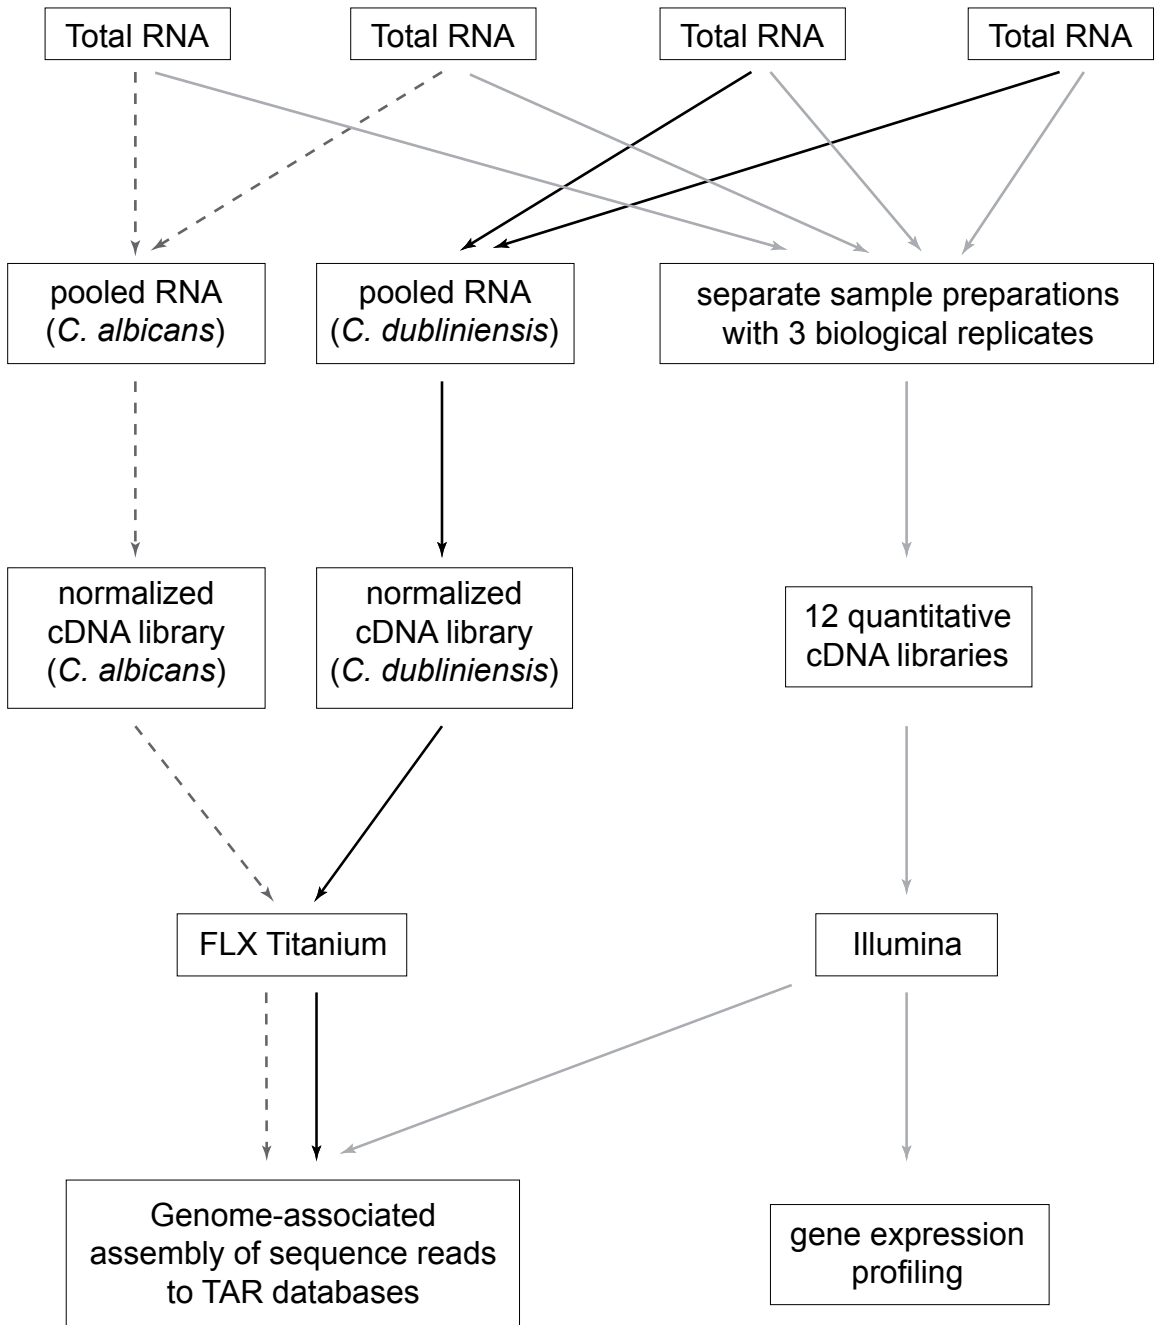 Total RNA
Total RNA
Total RNA
Total RNA
pooled RNA
(C. albicans)
pooled RNA
(C. dubliniensis)
separate sample preparations
with 3 biological replicates
normalized
cDNA library
(C. albicans)
normalized
cDNA library
(C. dubliniensis)
12 quantitative
cDNA libraries
FLX Titanium
Illumina
Genome-associated
assembly of sequence reads
to TAR databases
gene expression
profiling